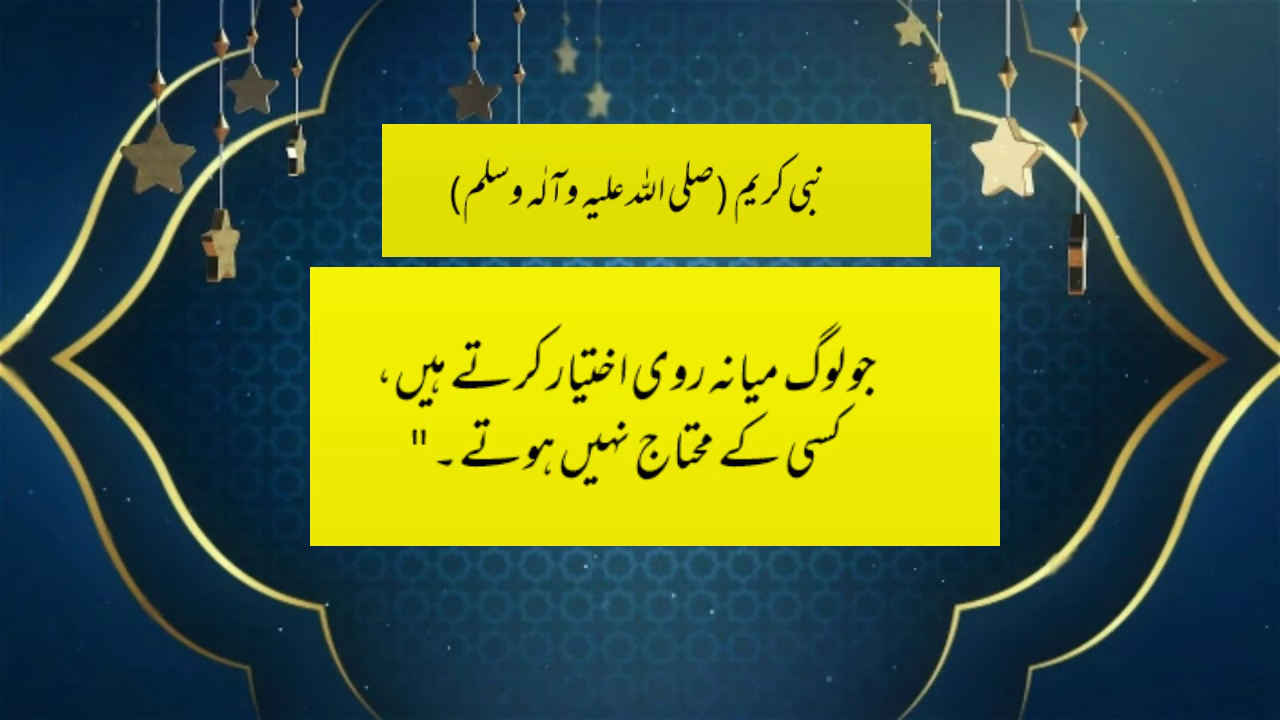 نبی کریم (صلی اللہ علیہ وآلہٰ وسلم)
جو لوگ میانہ روی اختیار کرتے ہیں،
کسی کے محتاج نہیں ہوتے۔ "